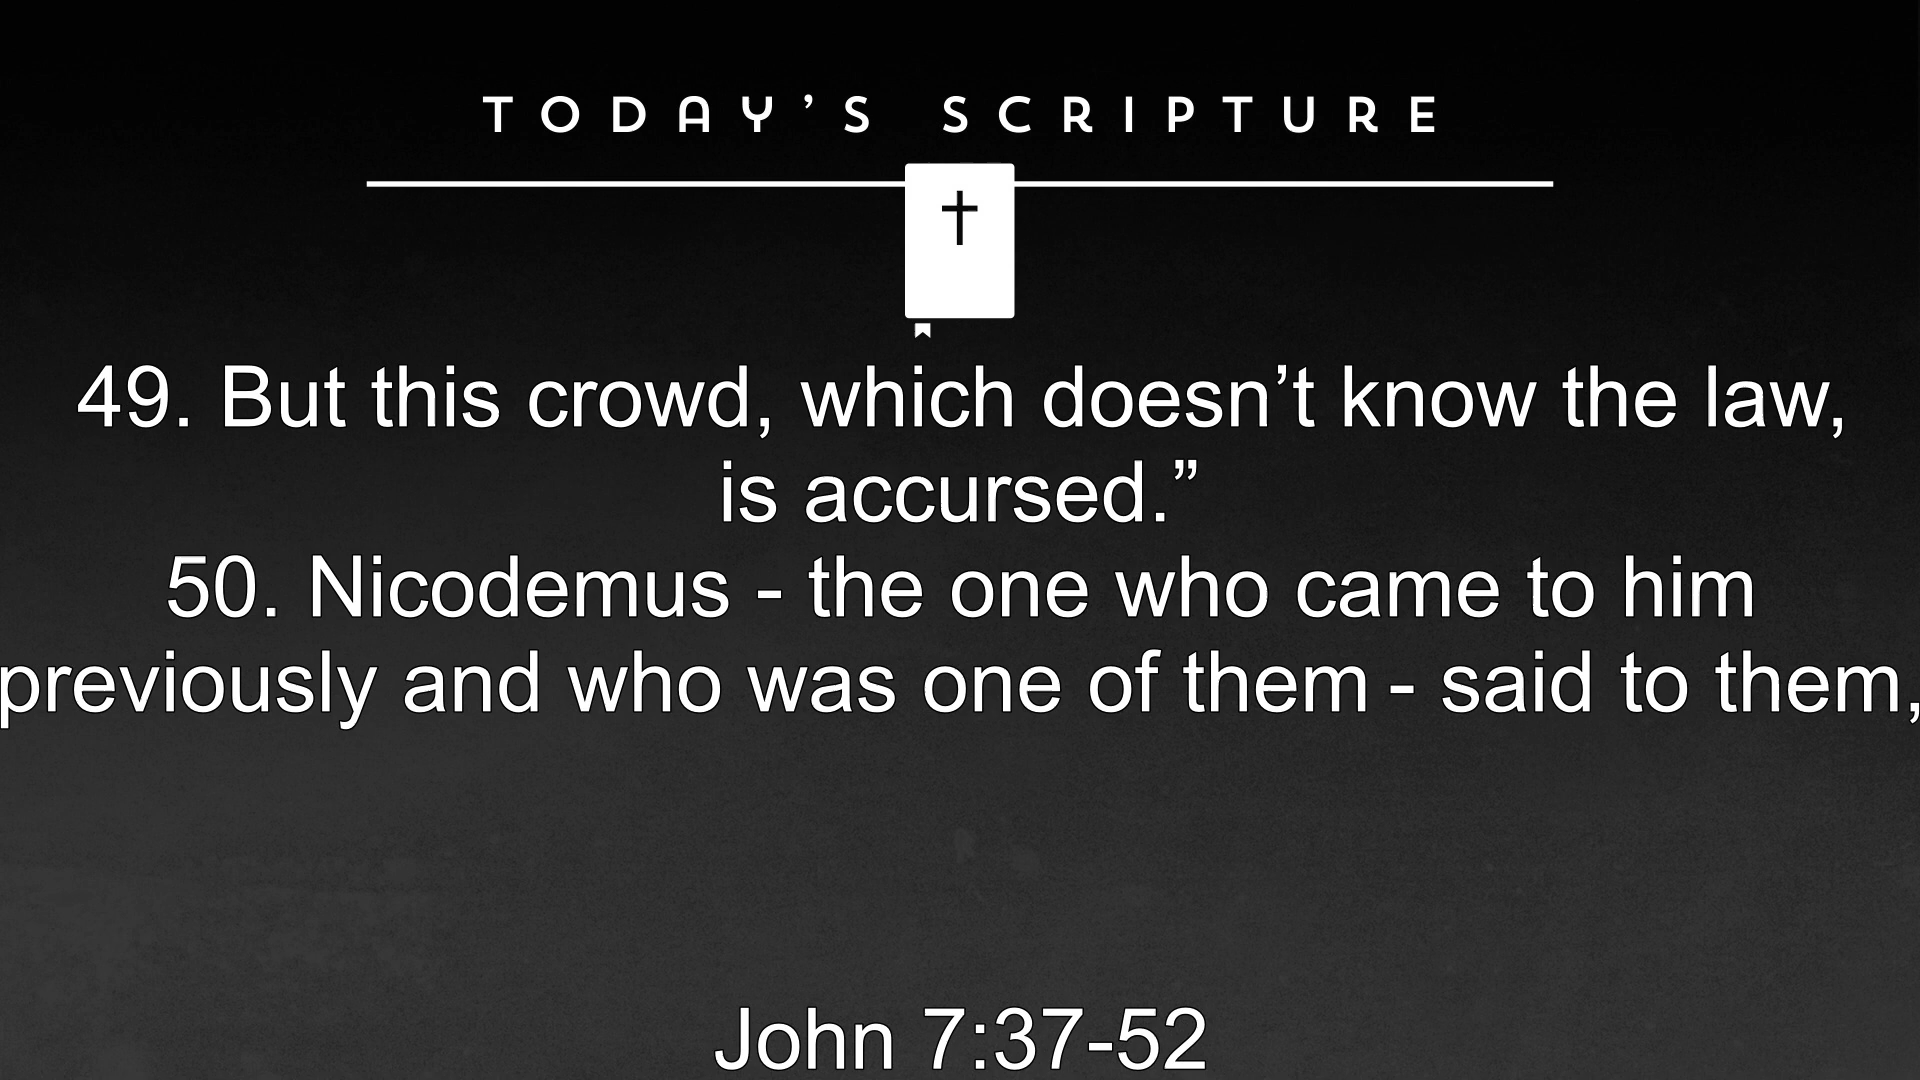 TODAY’S SCRIPTURE
49. But this crowd, which doesn’t know the law,
is accursed.”
50. Nicodemus - the one who came to him
previously and who was one of them - said to them,
John 7:37-52